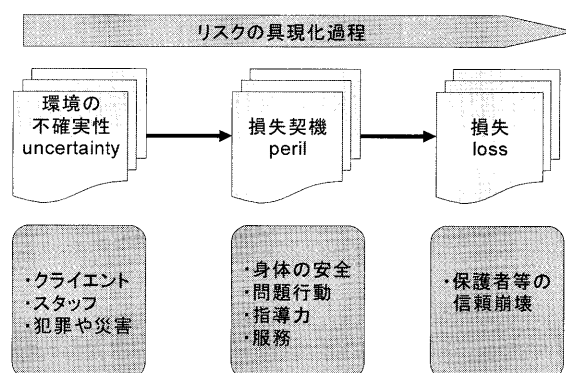 リスクの具現化過程
環境の
不確実性
uncertainty
損失契機
peril
損失
loss
・クライエント
・スタッフ
・犯罪や災害
・身体の安全
・問題行動
・指導力
・服務
・保護者等の
信頼崩壊